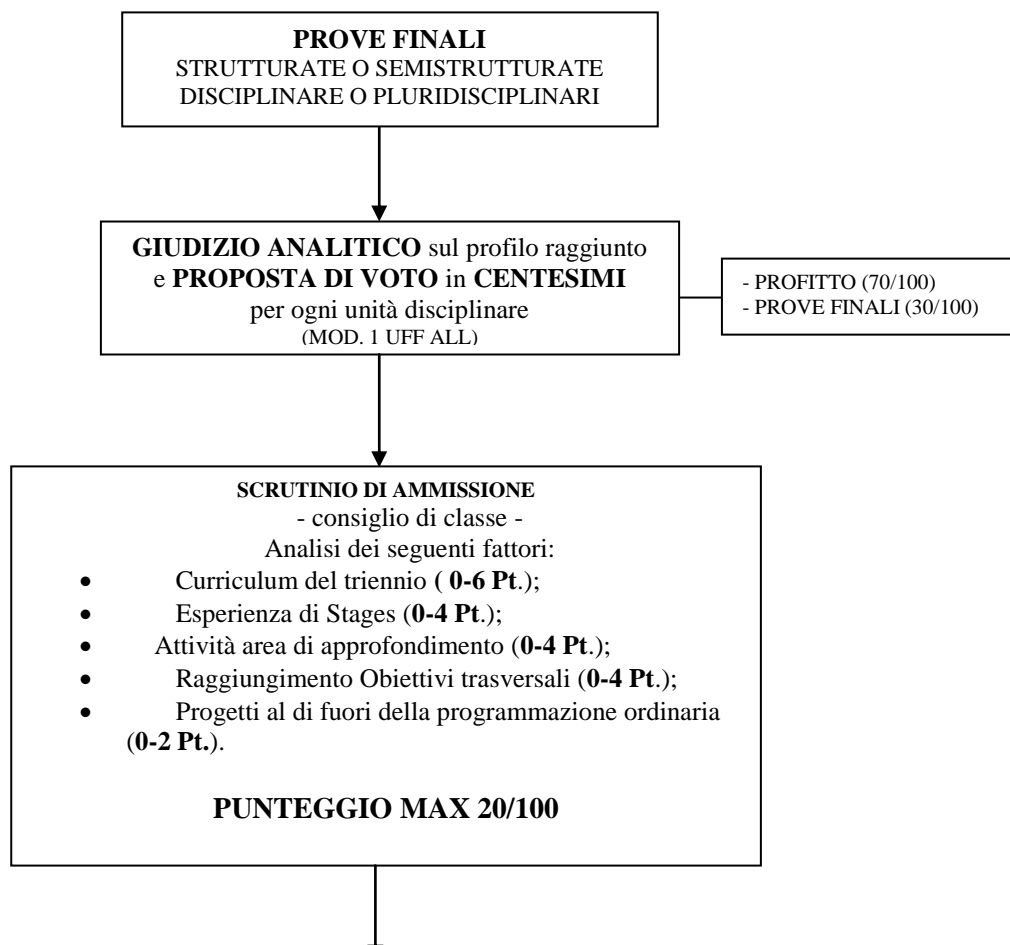 PROVE FINALI
STRUTTURATE O SEMISTRUTTURATE
DISCIPLINARE O PLURIDISCIPLINARI
GIUDIZIO ANALITICO sul profilo raggiunto
e PROPOSTA DI VOTO in CENTESIMI
per ogni unità disciplinare
(MOD. 1 UFF ALL)
- PROFITTO (70/100)
- PROVE FINALI (30/100)
SCRUTINIO DI AMMISSIONE
- consiglio di classe -
Analisi dei seguenti fattori:
• Curriculum del triennio ( 0-6 Pt.);
• Esperienza di Stages (0-4 Pt.);
• Attività area di approfondimento (0-4 Pt.);
• Raggiungimento Obiettivi trasversali (0-4 Pt.);
• Progetti al di fuori della programmazione ordinaria
(0-2 Pt.).
PUNTEGGIO MAX 20/100